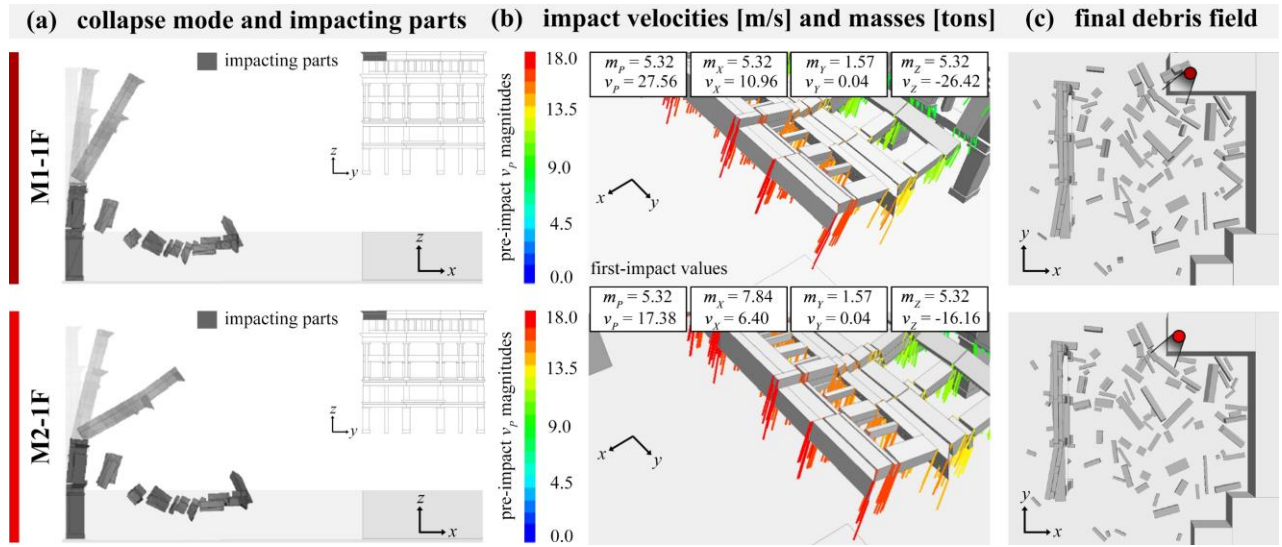 (a) collapse mode and impacting parts
(b) impact velocities [m/s] and masses [tons]
(c) final debris field
M1-1F
impacting parts
z
y
z
x
pre-impact vP magnitudes
18.0
13.5
9.0
4.5
0.0
mP = 5.32
vP = 27.56
mX = 5.32
vX = 10.96
mY = 1.57
vY = 0.04
mZ = 5.32
vZ = -26.42
x
y
y
x
M2-1F
impacting parts
z
y
z
x
pre-impact vP magnitudes
18.0
13.5
9.0
4.5
0.0
first-impact values
mP = 5.32
vP = 17.38
mX = 7.84
vX = 6.40
mY = 1.57
vY = 0.04
mZ = 5.32
vZ = -16.16
x
y
y
x